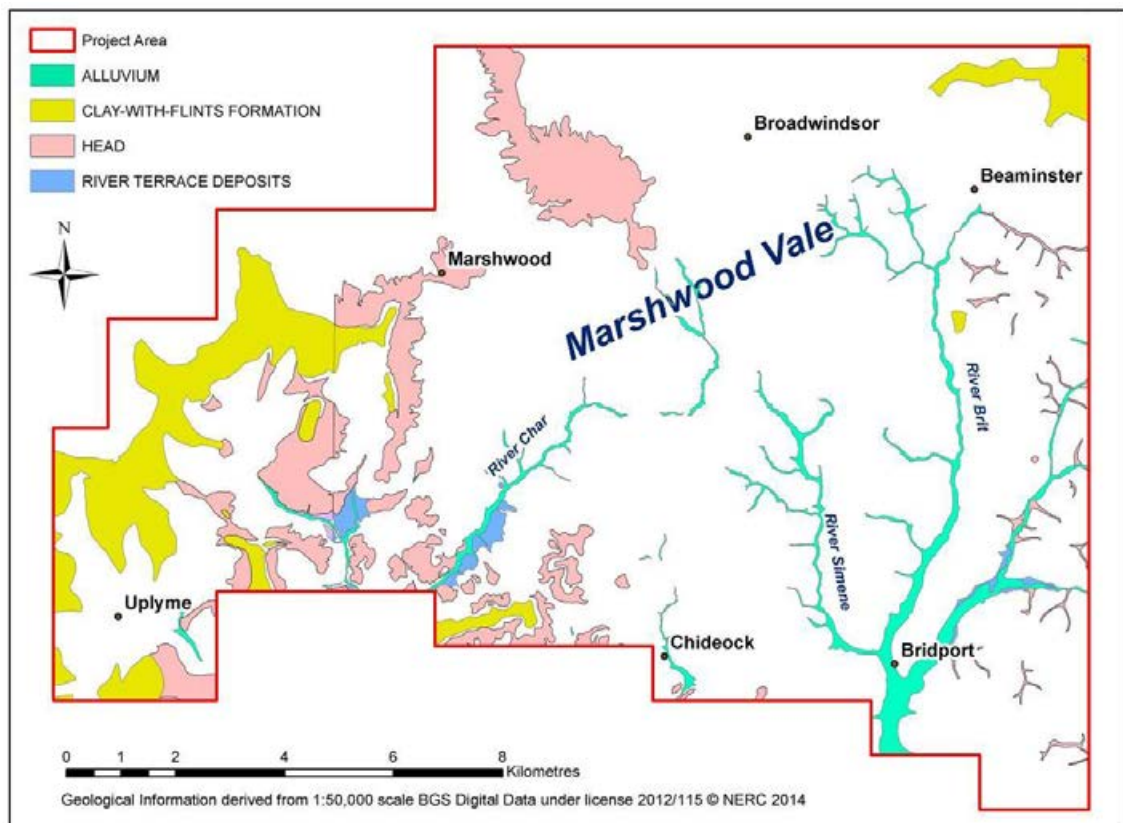 Project Area
ALLUVIUM
CLAY-WITH-FLINTS FORMATION
HEAD
RIVER TERRACE DEPOSITS
N
Broadwindsor
Beaminster
Marshwood Vale
Marshwood
River Brit
River Char
River Simene
Uplyme
Chideock
Bridport
0 1 2 4 6 8
Kilometres
Geological Information derived from 1:50,000 scale BGS Digital Data under license 2012/115 © NERC 2014